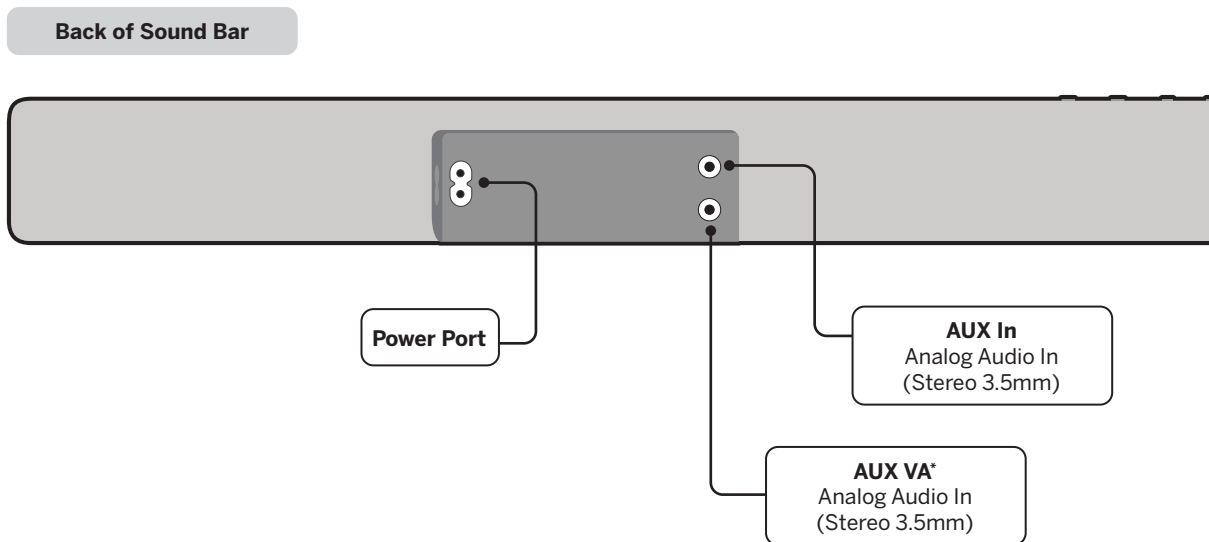 Back of Sound Bar
Power Port
AUX In
Analog Audio In
(Stereo 3.5mm)
AUX VA*
Analog Audio In
(Stereo 3.5mm)